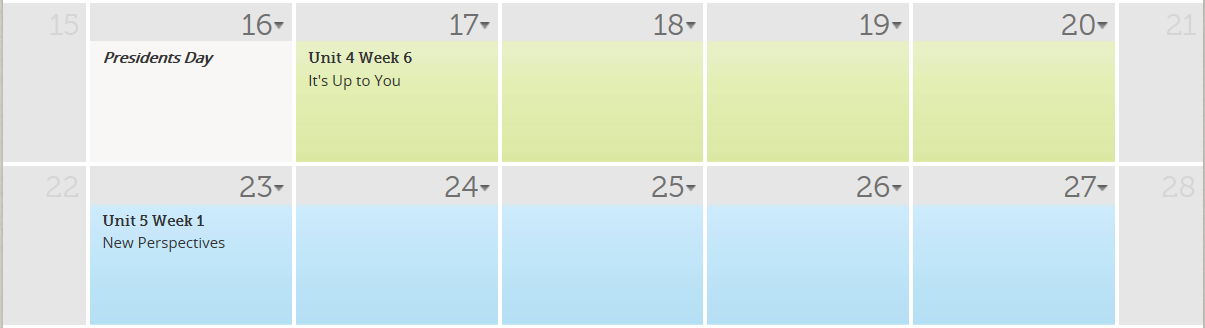 15 16 17 18 19 20 21
Presidents Day
Unit 4 Week 6
It's Up to You
22 23 24 25 26 27 28
Unit 5 Week 1
New Perspectives